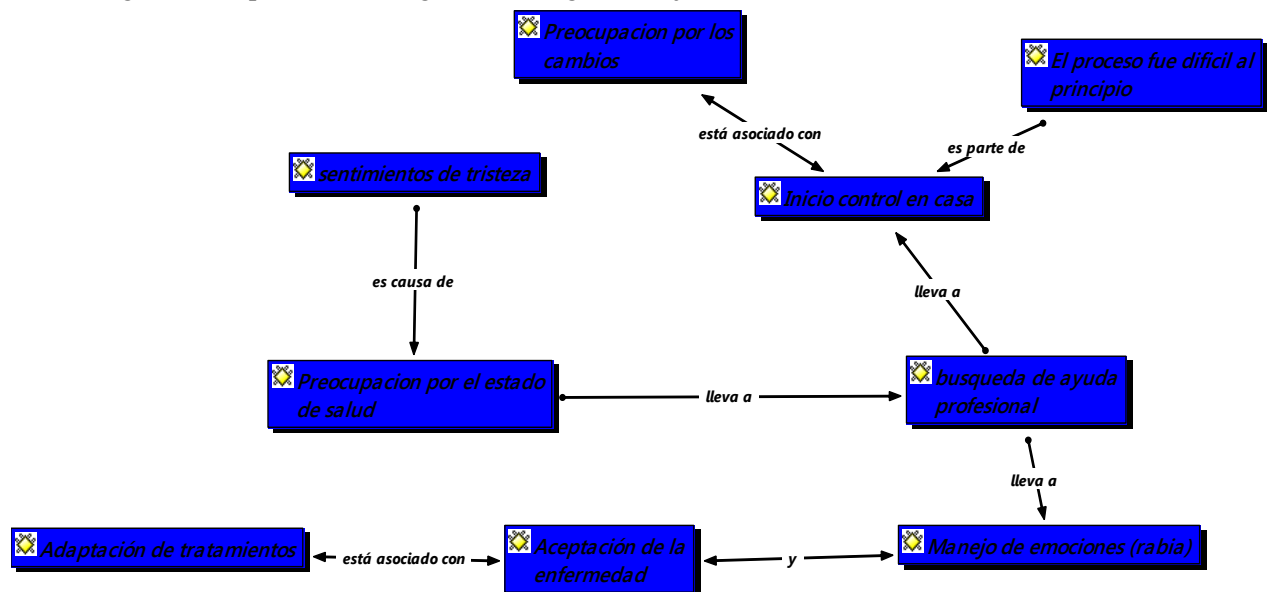 Preocupacion por los
cambios
El proceso fue dificil al
principio
está asociado con
es parte de
sentimientos de tristeza
Inicio control en casa
es causa de
lleva a
Preocupacion por el estado
de salud
lleva a
busqueda de ayuda
profesional
lleva a
Adaptación de tratamientos
está asociado con
Aceptación de la
enfermedad
y
Manejo de emociones (rabia)